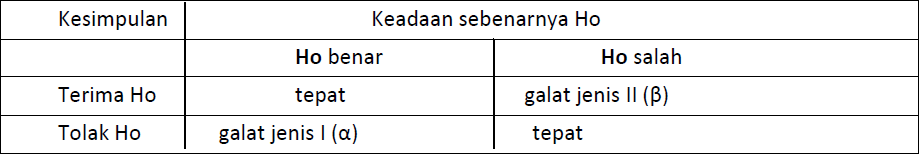 Kesimpulan Keadaan sebenarnya Ho
Ho benar Ho salah
Terima Ho tepat galat jenis II (β)
Tolak Ho galat jenis I (α) tepat